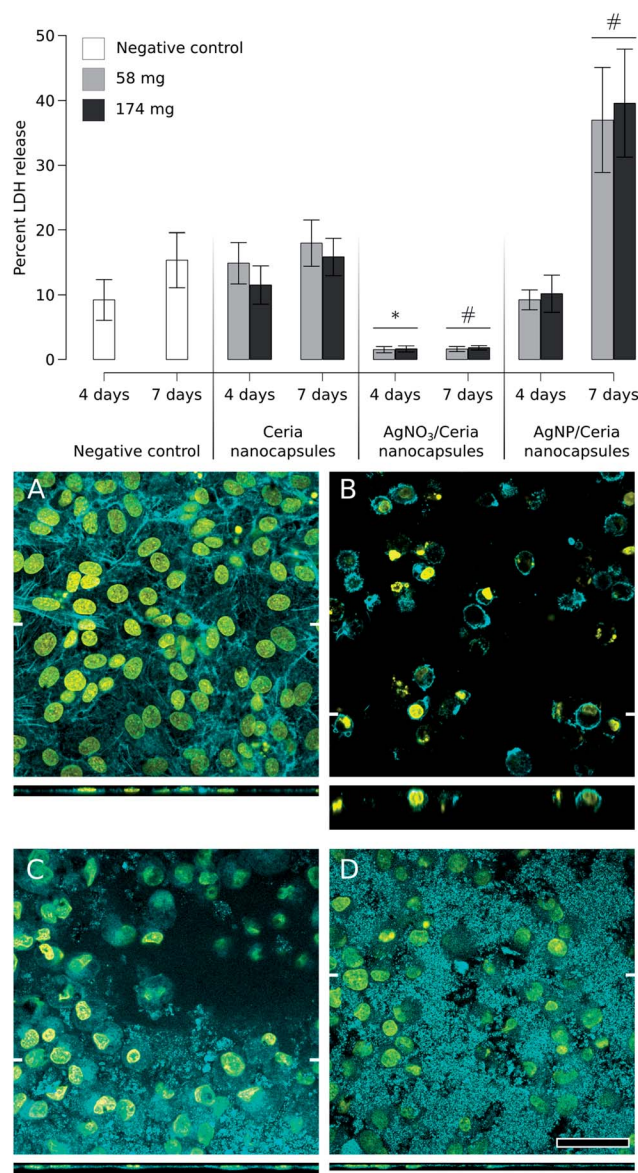 50
40
30
20
10
0
Percent LDH release
Negative control
58 mg
174 mg
*
#
#
4 days 7 days 4 days 7 days 4 days 7 days 4 days 7 days
Negative control
Ceria nanocapsules
AgNO₃/Ceria nanocapsules
AgNP/Ceria nanocapsules
A
B
C
D